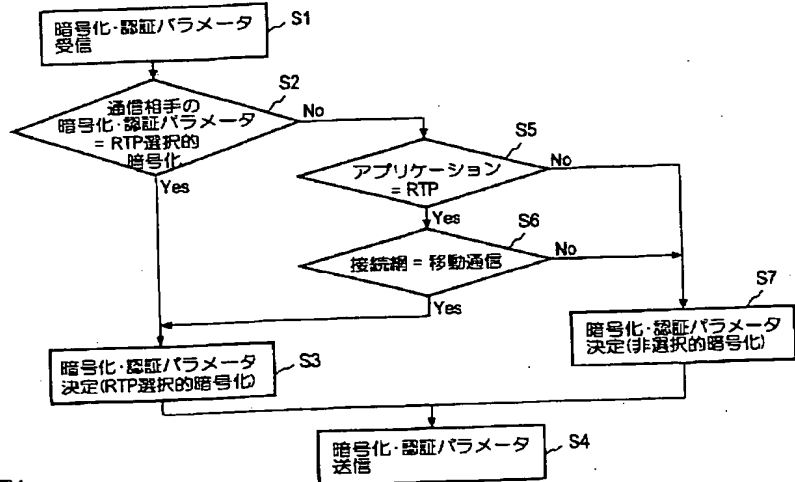 暗号化･認証パラメータ
受信
S1
通信相手の
暗号化･認証パラメータ
= RTP選択的
暗号化
S2
No
Yes
アプリケーション
= RTP
S5
No
Yes
接続網 = 移動通信
S6
No
Yes
暗号化･認証パラメータ
決定(RTP選択的暗号化)
S3
暗号化･認証パラメータ
決定(非選択的暗号化)
S7
暗号化･認証パラメータ
送信
S4